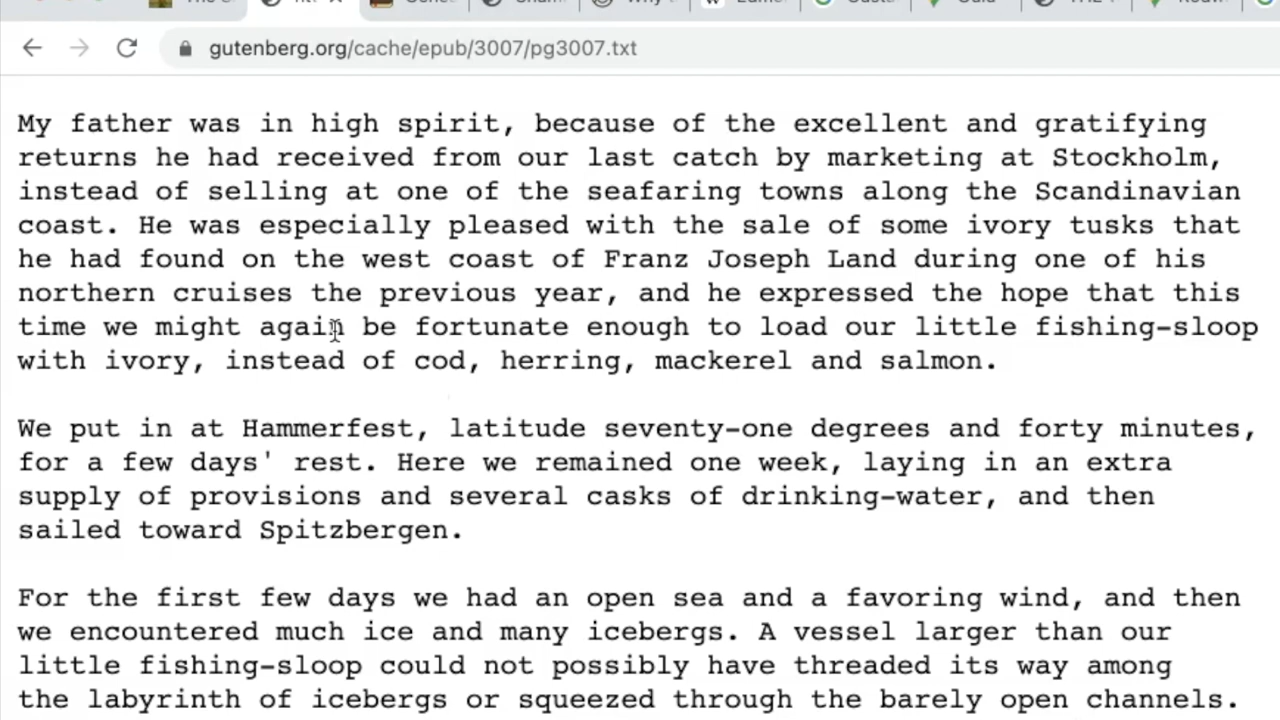 gutenberg.org/cache/epub/3007/pg3007.txt
My father was in high spirit, because of the excellent and gratifying
returns he had received from our last catch by marketing at Stockholm,
instead of selling at one of the seafaring towns along the Scandinavian
coast. He was especially pleased with the sale of some ivory tusks that
he had found on the west coast of Franz Joseph Land during one of his
northern cruises the previous year, and he expressed the hope that this
time we might again be fortunate enough to load our little fishing-sloop
with ivory, instead of cod, herring, mackerel and salmon.
We put in at Hammerfest, latitude seventy-one degrees and forty minutes,
for a few days' rest. Here we remained one week, laying in an extra
supply of provisions and several casks of drinking-water, and then
sailed toward Spitzbergen.
For the first few days we had an open sea and a favoring wind, and then
we encountered much ice and many icebergs. A vessel larger than our
little fishing-sloop could not possibly have threaded its way among
the labyrinth of icebergs or squeezed through the barely open channels.